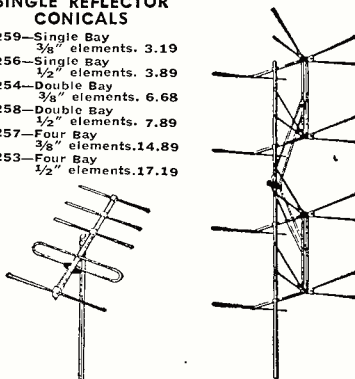 SINGLE REFLECTOR
CONICALS
259—Single Bay
3/8" elements. 3.19
256—Single Bay
1/2" elements. 3.89
254—Double Bay
3/8" elements. 6.68
258—Double Bay
1/2" elements. 7.89
257—Four Bay
3/8" elements.14.89
253—Four Bay
1/2" elements.17.19